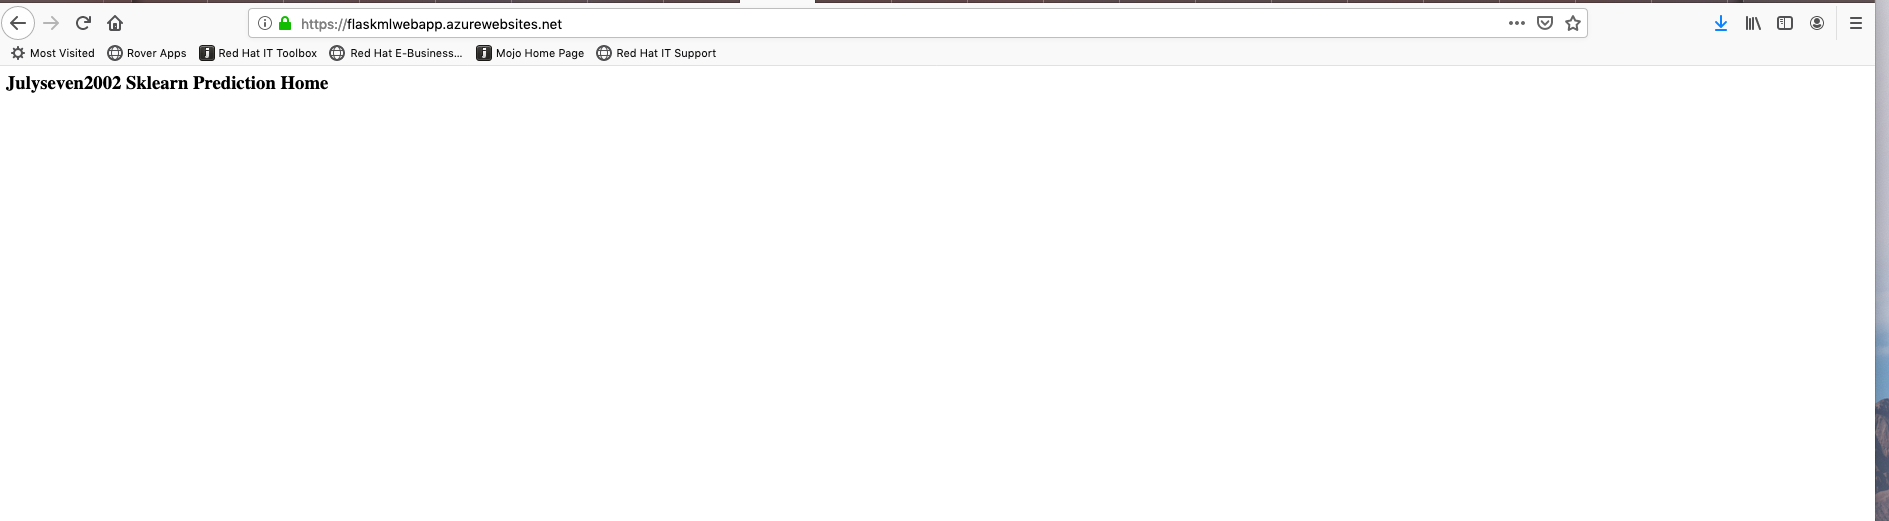 https://flaskmlwebapp.azurewebsites.net
Most Visited Rover Apps Red Hat IT Toolbox Red Hat E-Business... Mojo Home Page Red Hat IT Support
Julyseven2002 Sklearn Prediction Home